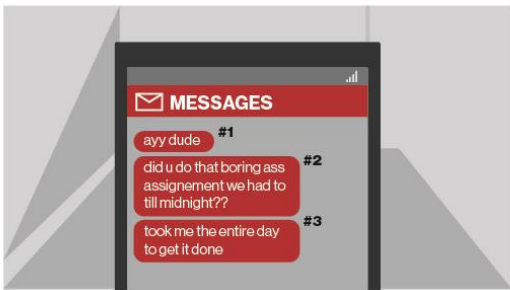 MESSAGES
ayy dude #1
did u do that boring ass #2
assignement we had to
till midnight??
took me the entire day #3
to get it done